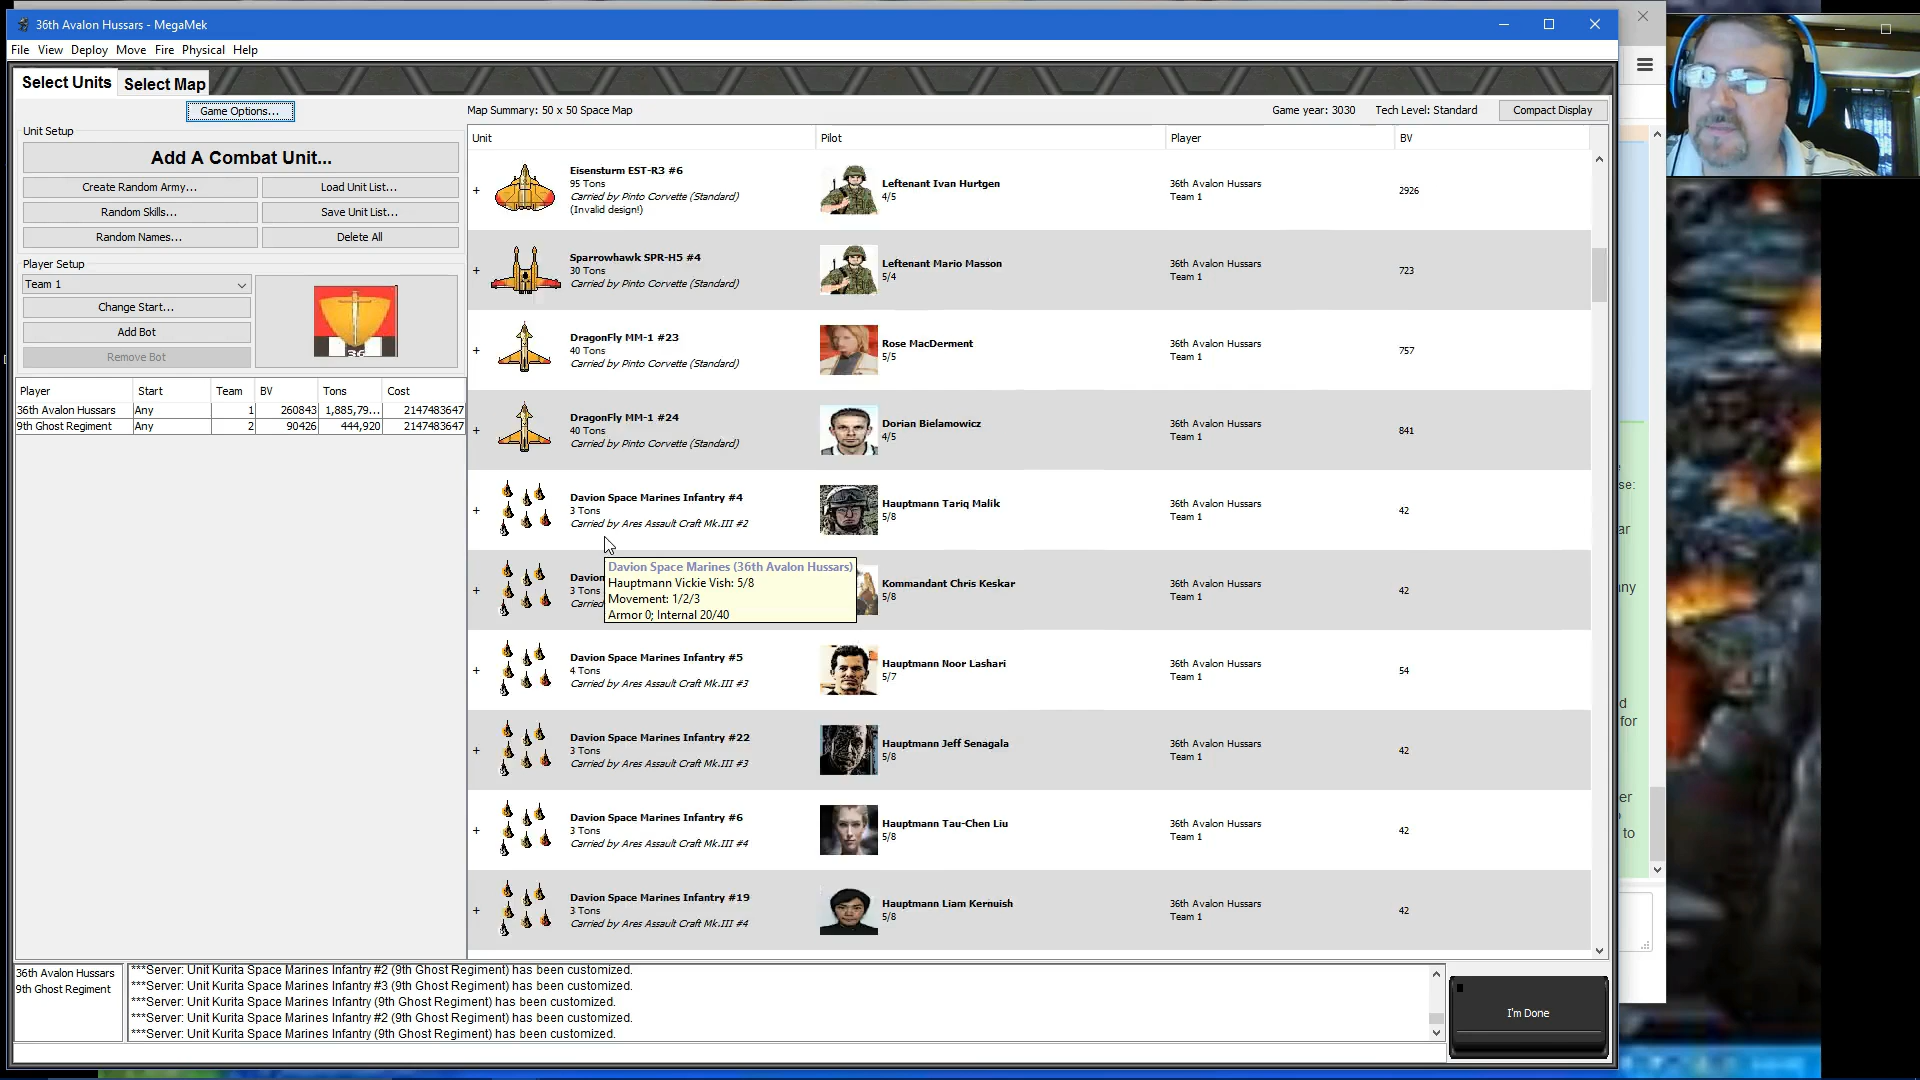 36th Avalon Hussars - MegaMek
File View Deploy Move Fire Physical Help
Select Units Select Map
Game Options...
Map Summary: 50 x 50 Space Map
Game year: 3030 Tech Level: Standard Compact Display
Unit Setup
Add A Combat Unit...
Create Random Army... Load Unit List...
Random Skills... Save Unit List...
Random Names... Delete All
Player Setup
Team 1
Change Start...
Add Bot
Remove Bot
36
Player Start Team BV Tons Cost
36th Avalon Hussars Any 1 260843 1,885,79... 2147483647
9th Ghost Regiment Any 2 90426 444,920 2147483647
Unit Pilot Player BV
Eisensturm EST-R3 #6
95 Tons
Carried by Pinto Corvette (Standard)
(Invalid design!)
Leftenant Ivan Hurtgen
4/5
36th Avalon Hussars
Team 1
2926
Sparrowhawk SPR-H5 #4
30 Tons
Carried by Pinto Corvette (Standard)
Leftenant Mario Masson
5/4
36th Avalon Hussars
Team 1
723
DragonFly MM-1 #23
40 Tons
Carried by Pinto Corvette (Standard)
Rose MacDerment
5/5
36th Avalon Hussars
Team 1
757
DragonFly MM-1 #24
40 Tons
Carried by Pinto Corvette (Standard)
Dorian Bielamowicz
4/5
36th Avalon Hussars
Team 1
841
Davion Space Marines Infantry #4
3 Tons
Carried by Ares Assault Craft Mk.III #2
Hauptmann Tariq Malik
5/8
36th Avalon Hussars
Team 1
42
Davion
3 Tons
Carried
Davion Space Marines (36th Avalon Hussars)
Hauptmann Vickie Vish: 5/8
Movement: 1/2/3
Armor 0; Internal 20/40
Kommandant Chris Keskar
5/8
36th Avalon Hussars
Team 1
42
Davion Space Marines Infantry #5
4 Tons
Carried by Ares Assault Craft Mk.III #3
Hauptmann Noor Lashari
5/7
36th Avalon Hussars
Team 1
54
Davion Space Marines Infantry #22
3 Tons
Carried by Ares Assault Craft Mk.III #3
Hauptmann Jeff Senagala
5/8
36th Avalon Hussars
Team 1
42
Davion Space Marines Infantry #6
3 Tons
Carried by Ares Assault Craft Mk.III #4
Hauptmann Tau-Chen Liu
5/8
36th Avalon Hussars
Team 1
42
Davion Space Marines Infantry #19
3 Tons
Carried by Ares Assault Craft Mk.III #4
Hauptmann Liam Kernuish
5/8
36th Avalon Hussars
Team 1
42
36th Avalon Hussars
9th Ghost Regiment
***Server: Unit Kurita Space Marines Infantry #2 (9th Ghost Regiment) has been customized.
***Server: Unit Kurita Space Marines Infantry #3 (9th Ghost Regiment) has been customized.
***Server: Unit Kurita Space Marines Infantry (9th Ghost Regiment) has been customized.
***Server: Unit Kurita Space Marines Infantry #2 (9th Ghost Regiment) has been customized.
***Server: Unit Kurita Space Marines Infantry (9th Ghost Regiment) has been customized.
I'm Done